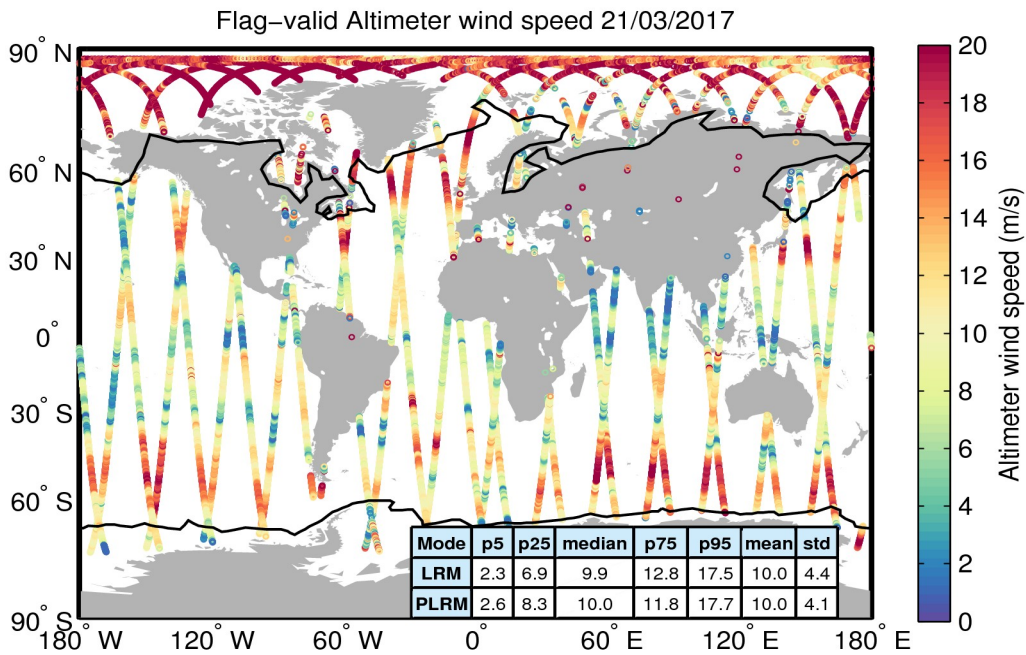 Flag−valid Altimeter wind speed 21/03/2017
90° N
60° N
30° N
0°
30° S
60° S
90° S
180° W
120° W
60° W
0°
60° E
120° E
180° E
Mode p5 p25 median p75 p95 mean std
LRM 2.3 6.9 9.9 12.8 17.5 10.0 4.4
PLRM 2.6 8.3 10.0 11.8 17.7 10.0 4.1
20
18
16
14
12
10
8
6
4
2
0
Altimeter wind speed (m/s)